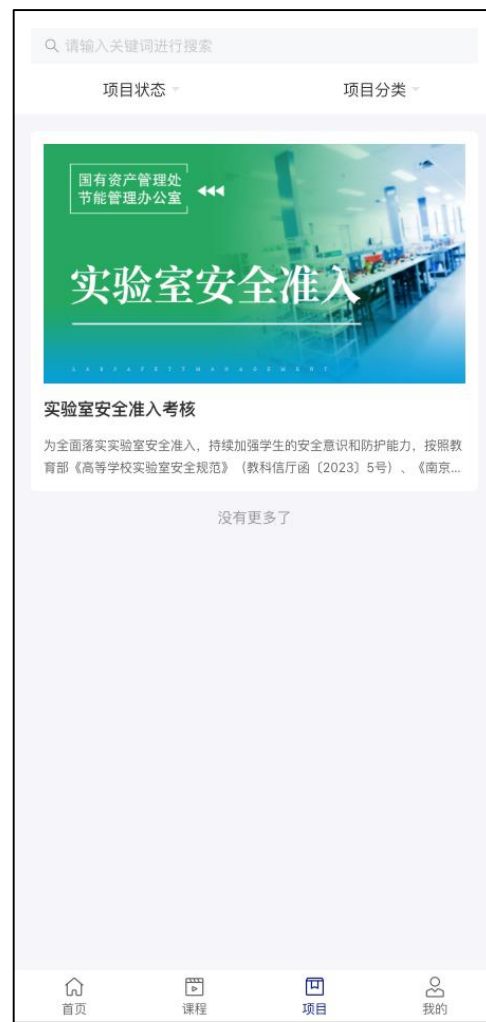 请输入关键词进行搜索
项目状态
项目分类
国有资产管理处
节能管理办公室
实验室安全准入
LABSAFETYMANAGEMENT
实验室安全准入考核
为全面落实实验室安全准入，持续加强学生的安全意识和防护能力，按照教
育部《高等学校实验室安全规范》（教科信厅函〔2023〕5号）、《南京...
没有更多了
首页
课程
项目
我的